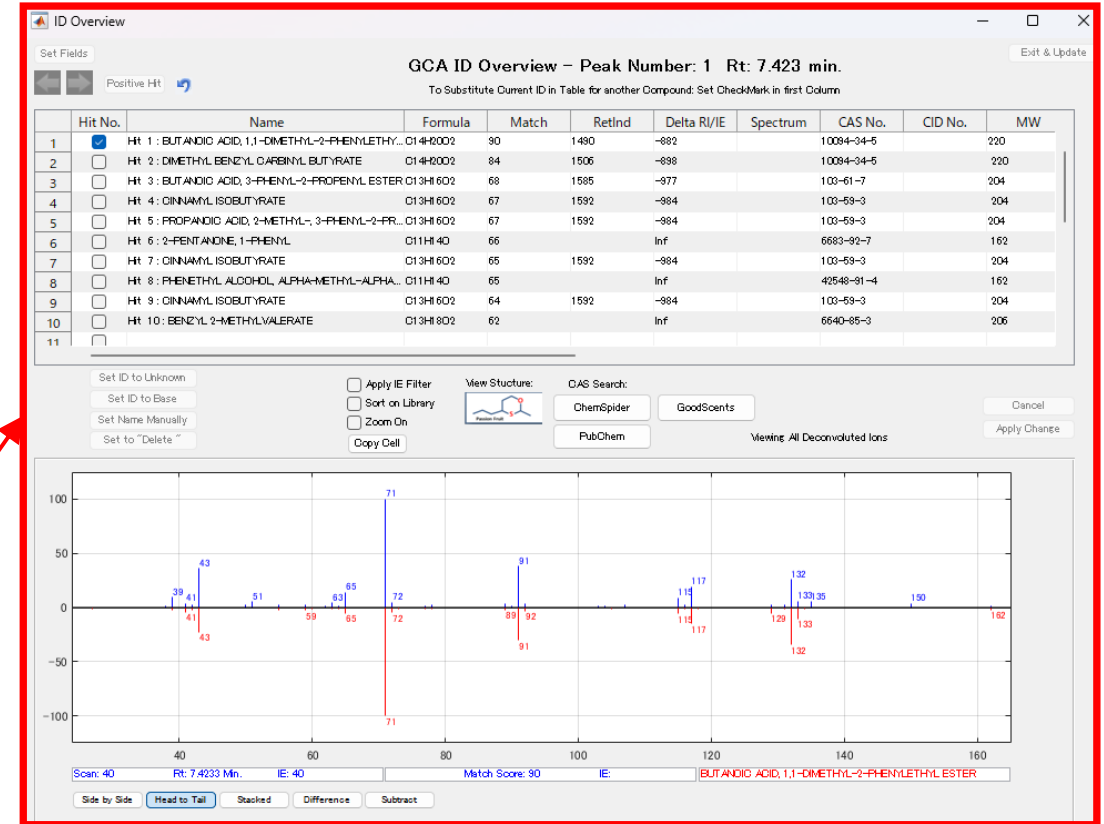 ID Overview
Set Fields
Exit & Update
GCA ID Overview - Peak Number: 1 Rt: 7.423 min.
Positive Hit
To Substitute Current ID in Table for another Compound: Set CheckMark in first Column
Hit No. Name Formula Match RetInd Delta RI/IE Spectrum CAS No. CID No. MW
1 Hit 1 : BUTANOIC ACID, 1,1-DIMETHYL-2-PHENYLETHY... C14H20O2 90 1490 -882 10094-34-5 220
2 Hit 2 : DIMETHYL BENZYL CARBINYL BUTYRATE C14H20O2 84 1506 -898 10094-34-5 220
3 Hit 3 : BUTANOIC ACID, 3-PHENYL-2-PROPENYL ESTER C13H16O2 68 1585 -977 103-61-7 204
4 Hit 4 : CINNAMYL ISOBUTYRATE C13H16O2 67 1592 -984 103-59-3 204
5 Hit 5 : PROPANOIC ACID, 2-METHYL-, 3-PHENYL-2-PR... C13H16O2 67 1592 -984 103-59-3 204
6 Hit 6 : 2-PENTANONE, 1-PHENYL C11H14O 66 Inf 6683-92-7 162
7 Hit 7 : CINNAMYL ISOBUTYRATE C13H16O2 65 1592 -984 103-59-3 204
8 Hit 8 : PHENETHYL ALCOHOL, ALPHA-METHYL-ALPHA... C11H14O 65 Inf 42548-91-4 162
9 Hit 9 : CINNAMYL ISOBUTYRATE C13H16O2 64 1592 -984 103-59-3 204
10 Hit 10 : BENZYL 2-METHYLVALERATE C13H18O2 62 Inf 6640-85-3 206
11
Set ID to Unknown
Set ID to Base
Set Name Manually
Set to "Delete "
Apply IE Filter
Sort on Library
Zoom On
Copy Cell
View Stucture:
CAS Search:
ChemSpider
GoodScents
PubChem
Viewing All Deconvoluted Ions
Cancel
Apply Change
100
50
0
-50
-100
39 41 43 51 63 65 71 72 91 115 117 132 133 135 150
41 43 59 65 71 72 89 91 92 115 117 129 132 133 162
40 60 80 100 120 140 160
Scan: 40 Rt: 7.4233 Min. IE: 40 Match Score: 90 IE: BUTANOIC ACID, 1,1-DIMETHYL-2-PHENYLETHYL ESTER
Side by Side Head to Tail Stacked Difference Subtract